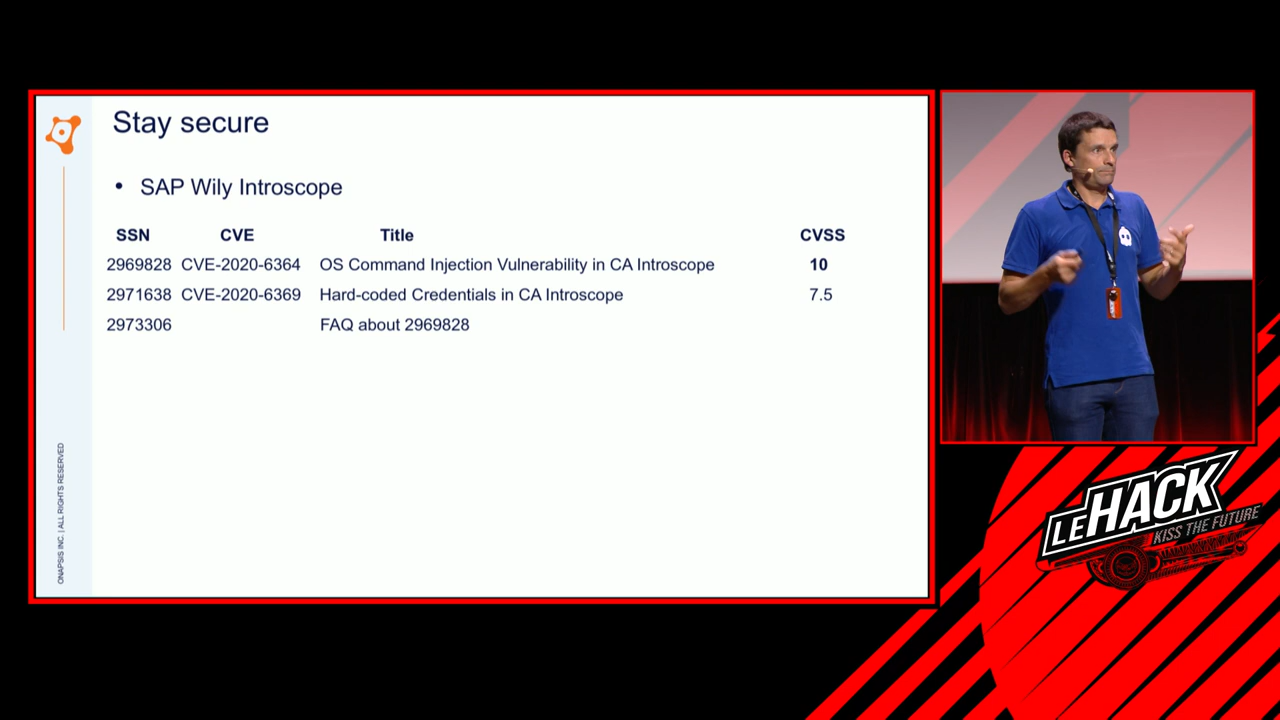 Stay secure
• SAP Wily Introscope
SSN CVE Title CVSS
2969828 CVE-2020-6364 OS Command Injection Vulnerability in CA Introscope 10
2971638 CVE-2020-6369 Hard-coded Credentials in CA Introscope 7.5
2973306 FAQ about 2969828
ONAPSIS INC. | ALL RIGHTS RESERVED
LEHACK
KISS THE FUTURE